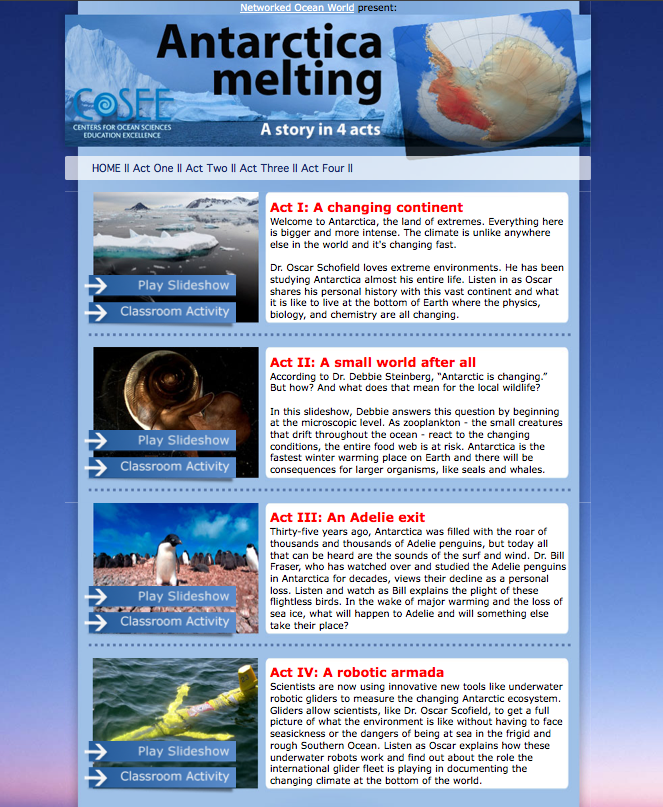 Networked Ocean World present:
Antarctica
melting
COSEE
CENTERS FOR OCEAN SCIENCES
EDUCATION EXCELLENCE
A story in 4 acts
HOME || Act One || Act Two || Act Three || Act Four ||
Act I: A changing continent
Welcome to Antarctica, the land of extremes. Everything here
is bigger and more intense. The climate is unlike anywhere
else in the world and it's changing fast.
Dr. Oscar Schofield loves extreme environments. He has been
studying Antarctica almost his entire life. Listen in as Oscar
shares his personal history with this vast continent and what
it is like to live at the bottom of Earth where the physics,
biology, and chemistry are all changing.
Play Slideshow
Classroom Activity
Act II: A small world after all
According to Dr. Debbie Steinberg, “Antarctic is changing.”
But how? And what does that mean for the local wildlife?
In this slideshow, Debbie answers this question by beginning
at the microscopic level. As zooplankton - the small creatures
that drift throughout the ocean - react to the changing
conditions, the entire food web is at risk. Antarctica is the
fastest winter warming place on Earth and there will be
consequences for larger organisms, like seals and whales.
Play Slideshow
Classroom Activity
Act III: An Adelie exit
Thirty-five years ago, Antarctica was filled with the roar of
thousands and thousands of Adelie penguins, but today all
that can be heard are the sounds of the surf and wind. Dr. Bill
Fraser, who has watched over and studied the Adelie penguins
in Antarctica for decades, views their decline as a personal
loss. Listen and watch as Bill explains the plight of these
flightless birds. In the wake of major warming and the loss of
sea ice, what will happen to Adelie and will something else
take their place?
Play Slideshow
Classroom Activity
Act IV: A robotic armada
Scientists are now using innovative new tools like underwater
robotic gliders to measure the changing Antarctic ecosystem.
Gliders allow scientists, like Dr. Oscar Scofield, to get a full
picture of what the environment is like without having to face
seasickness or the dangers of being at sea in the frigid and
rough Southern Ocean. Listen as Oscar explains how these
underwater robots work and find out about the role the
international glider fleet is playing in documenting the
changing climate at the bottom of the world.
Play Slideshow
Classroom Activity